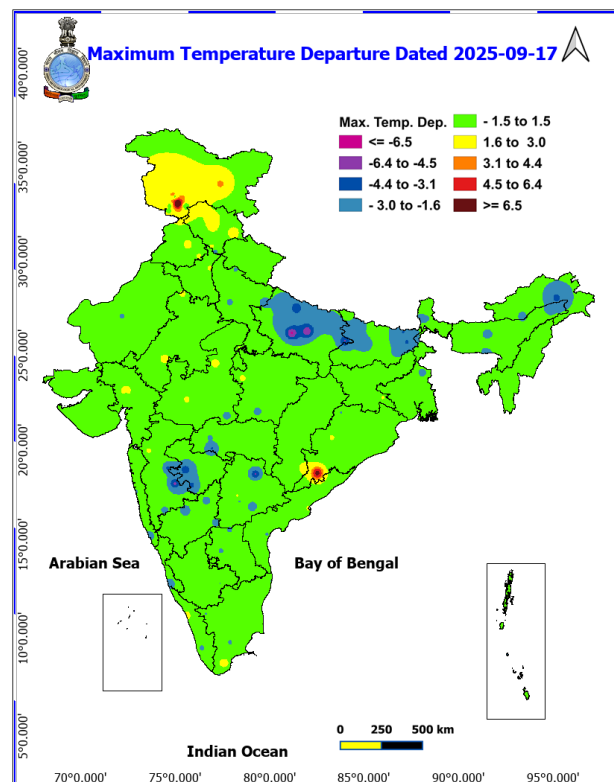 Maximum Temperature Departure Dated 2025-09-17
Max. Temp. Dep.
<= -6.5
-6.4 to -4.5
-4.4 to -3.1
- 3.0 to -1.6
- 1.5 to 1.5
1.6 to 3.0
3.1 to 4.4
4.5 to 6.4
>= 6.5
40°0.000'
35°0.000'
30°0.000'
25°0.000'
20°0.000'
15°0.000'
10°0.000'
5°0.000'
Arabian Sea
Bay of Bengal
Indian Ocean
0 250 500 km
70°0.000' 75°0.000' 80°0.000' 85°0.000' 90°0.000' 95°0.000'